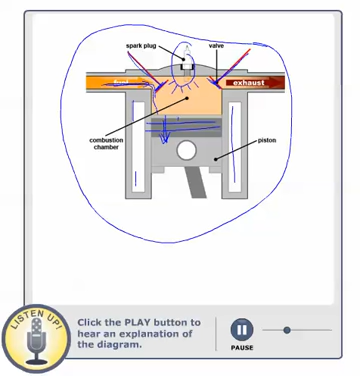 spark plug
valve
fuel
exhaust
combustion
chamber
piston
LISTEN UP!
Click the PLAY button to
hear an explanation of
the diagram.
PAUSE